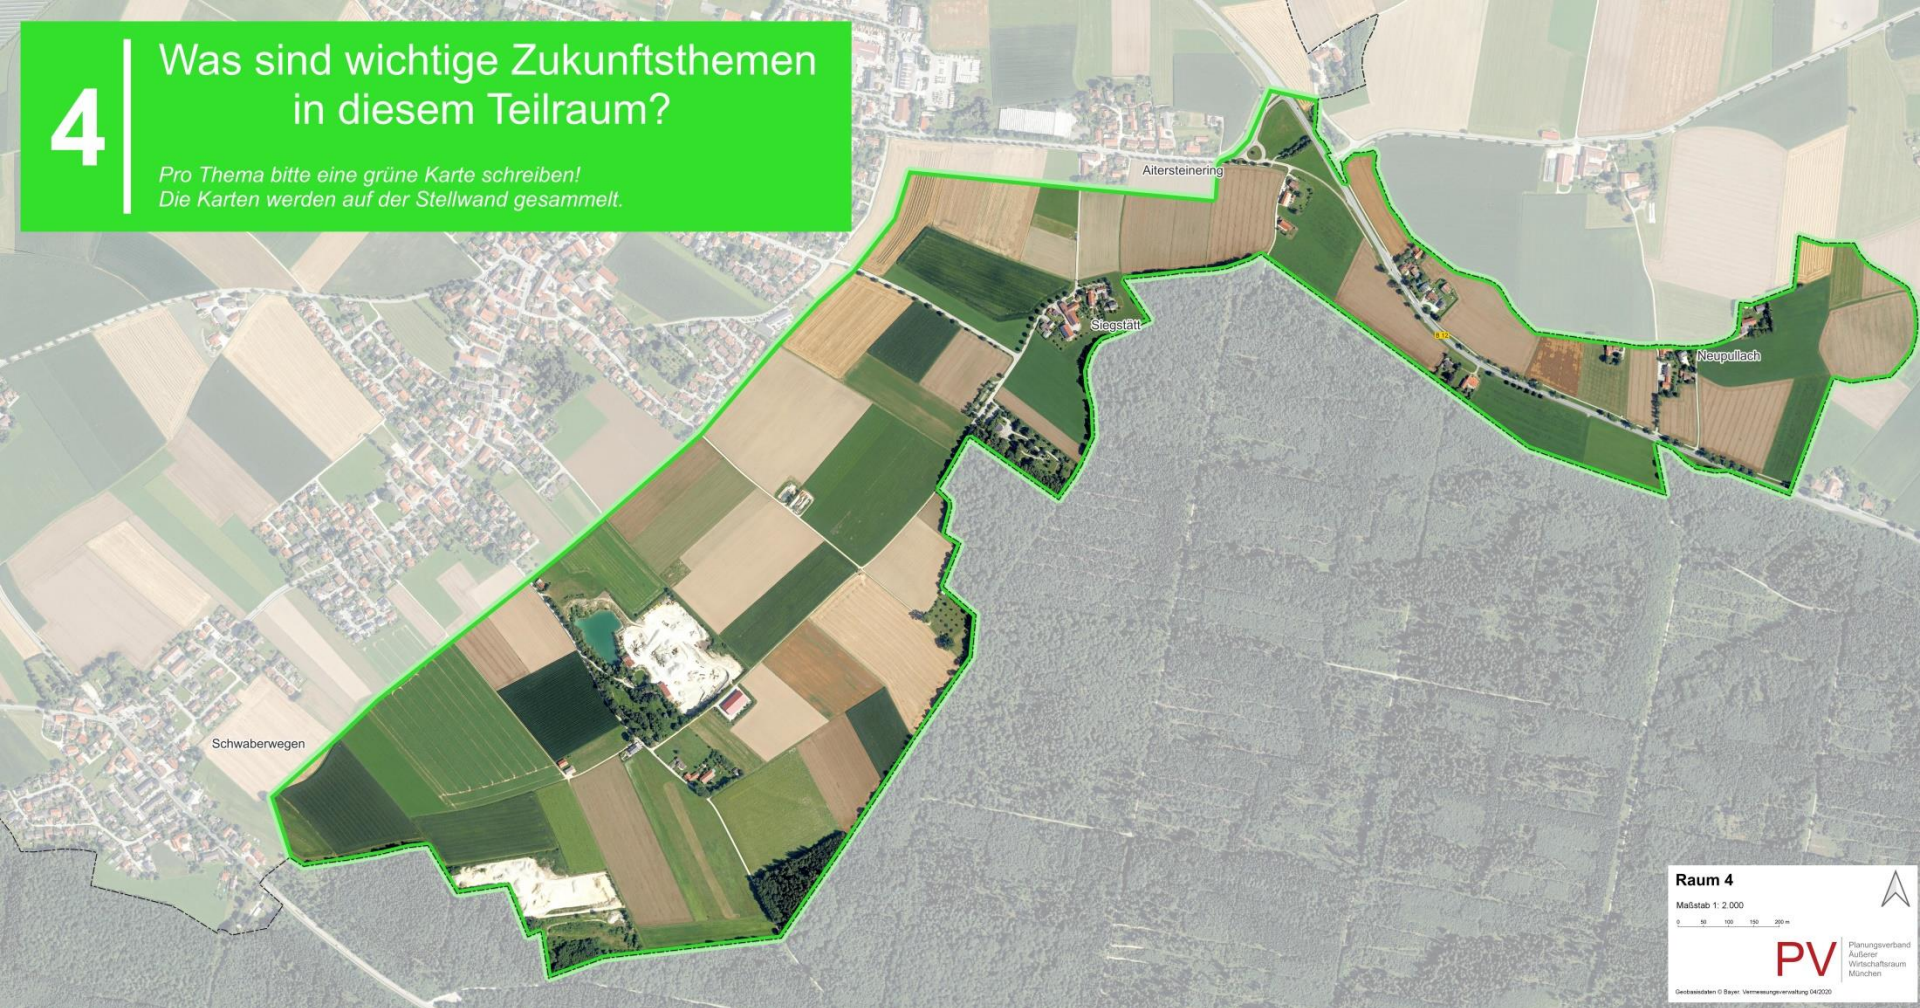 4
Was sind wichtige Zukunftsthemen
in diesem Teilraum?
Pro Thema bitte eine grüne Karte schreiben!
Die Karten werden auf der Stellwand gesammelt.
Aitersteinering
Siegstätt
B 12
Neupullach
Schwaberwegen
Raum 4
Maßstab 1: 2.000
0 50 100 150 200 m
PV
Planungsverband
Äußerer
Wirtschaftsraum
München
Geobasisdaten © Bayer. Vermessungsverwaltung 04/2020